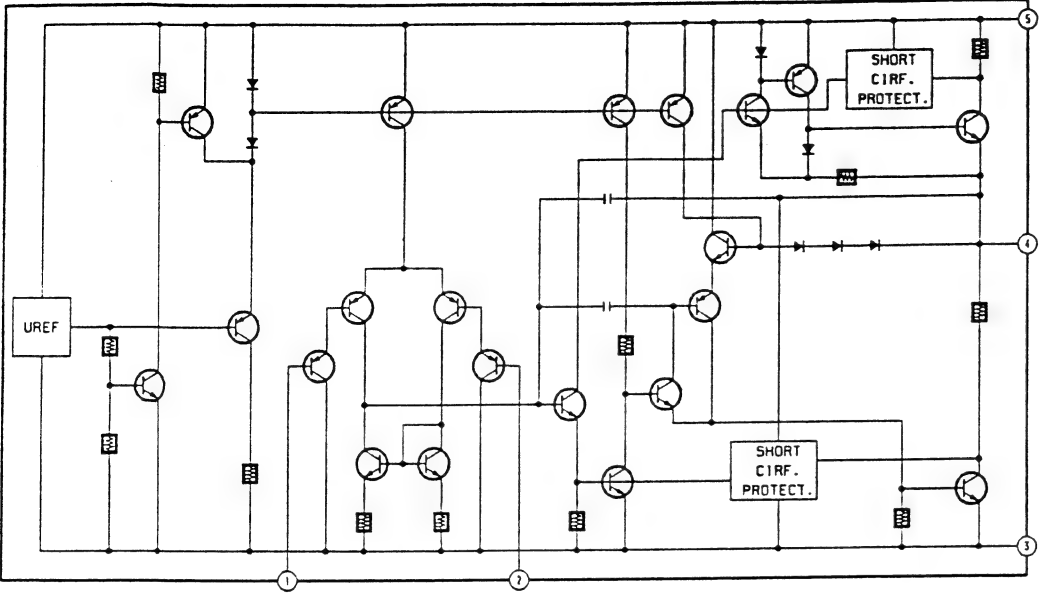 5
SHORT
CIRF.
PROTECT.
4
UREF
SHORT
CIRF.
PROTECT.
3
1
2